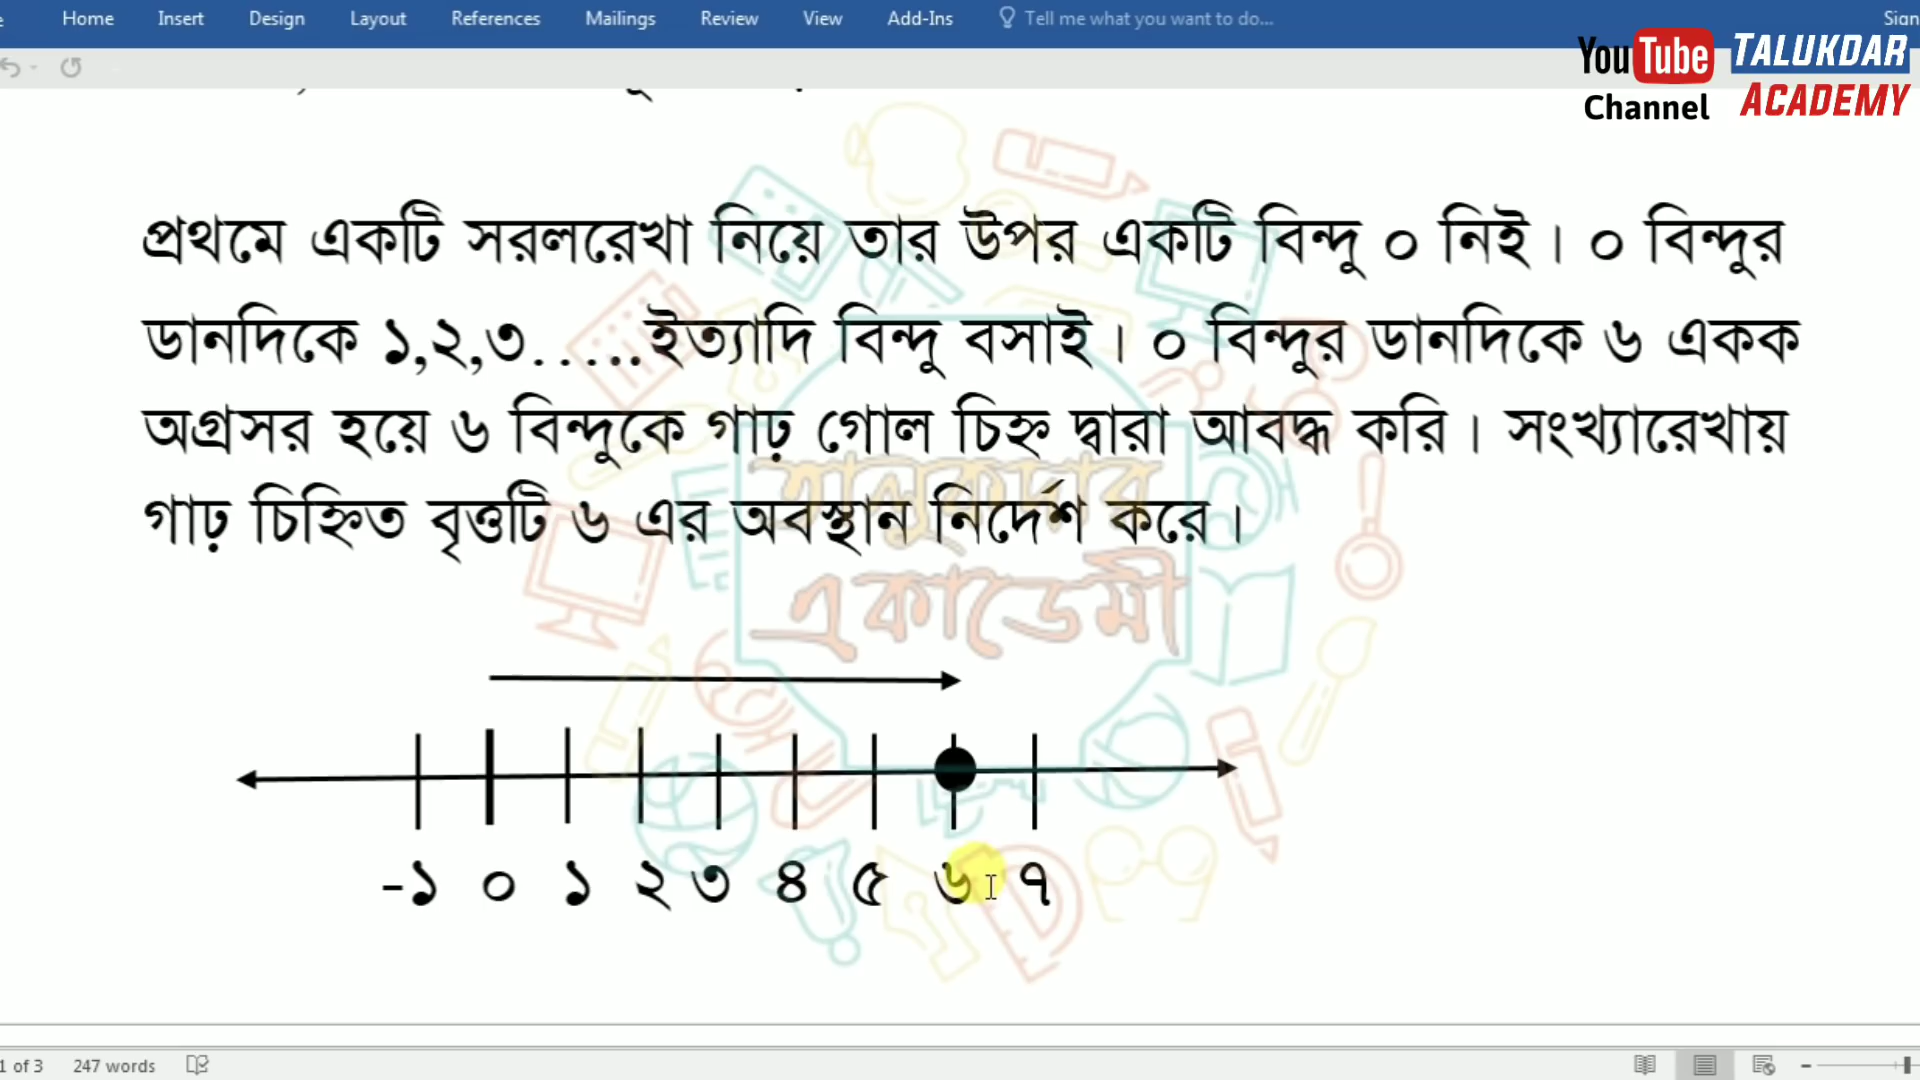 Home Insert Design Layout References Mailings Review View Add-Ins Tell me what you want to do...
YouTube TALUKDAR
Channel ACADEMY
প্রথমে একটি সরলরেখা নিয়ে তার উপর একটি বিন্দু ০ নিই। ০ বিন্দুর
ডানদিকে ১,২,৩.....ইত্যাদি বিন্দু বসাই। ০ বিন্দুর ডানদিকে ৬ একক
অগ্রসর হয়ে ৬ বিন্দুকে গাঢ় গোল চিহ্ন দ্বারা আবদ্ধ করি। সংখ্যারেখায়
গাঢ় চিহ্নিত বৃত্তটি ৬ এর অবস্থান নির্দেশ করে।
তালুকদার
একাডেমী
-১ ০ ১ ২ ৩ ৪ ৫ ৬ ৭
1 of 3 247 words